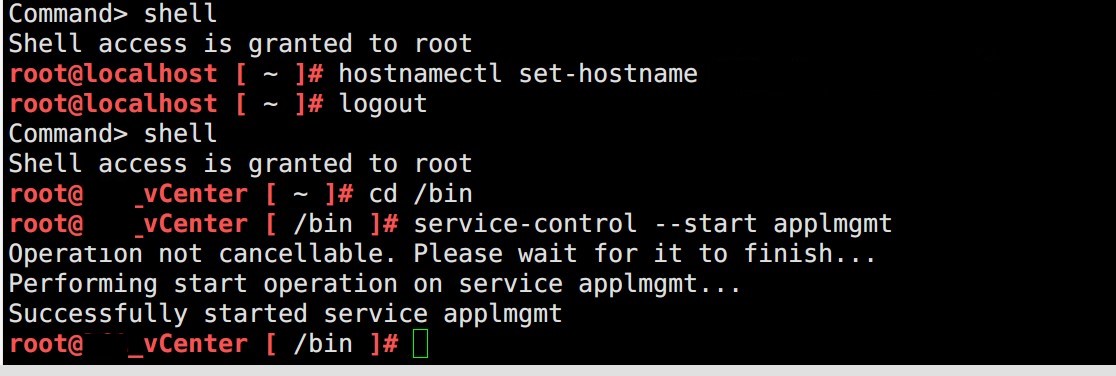 Command> shell
Shell access is granted to root
root@localhost [ ~ ]# hostnamectl set-hostname
root@localhost [ ~ ]# logout
Command> shell
Shell access is granted to root
root@ _vCenter [ ~ ]# cd /bin
root@ _vCenter [ /bin ]# service-control --start applmgmt
Operation not cancellable. Please wait for it to finish...
Performing start operation on service applmgmt...
Successfully started service applmgmt
root@ _vCenter [ /bin ]#